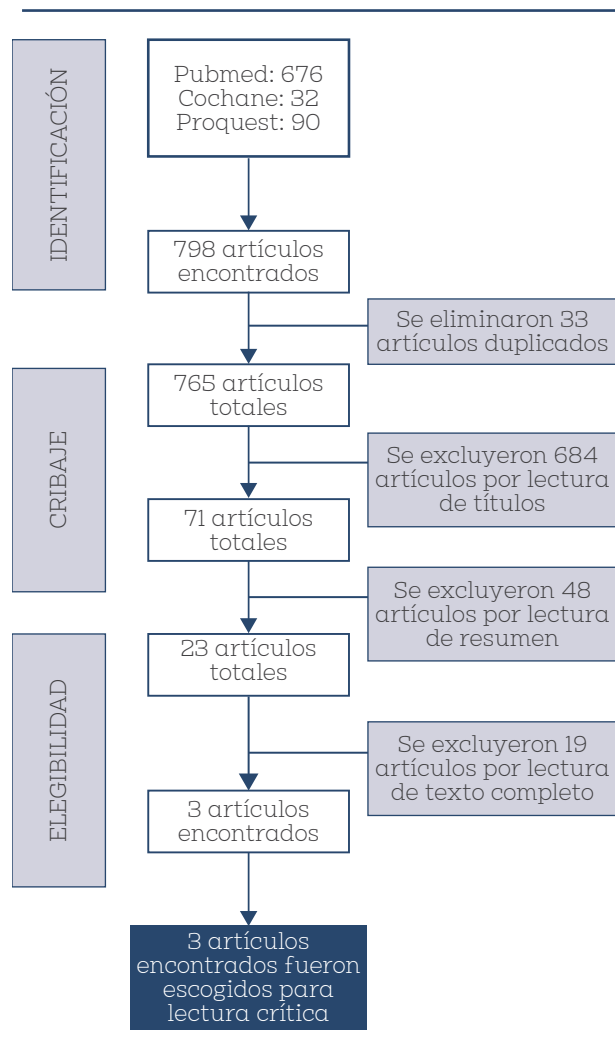 IDENTIFICACIÓN
Pubmed: 676
Cochane: 32
Proquest: 90
798 artículos
encontrados
Se eliminaron 33
artículos duplicados
CRIBAJE
765 artículos
totales
Se excluyeron 684
artículos por lectura
de títulos
71 artículos
totales
Se excluyeron 48
artículos por lectura
de resumen
ELEGIBILIDAD
23 artículos
totales
Se excluyeron 19
artículos por lectura
de texto completo
3 artículos
encontrados
3 artículos
encontrados fueron
escogidos para
lectura crítica